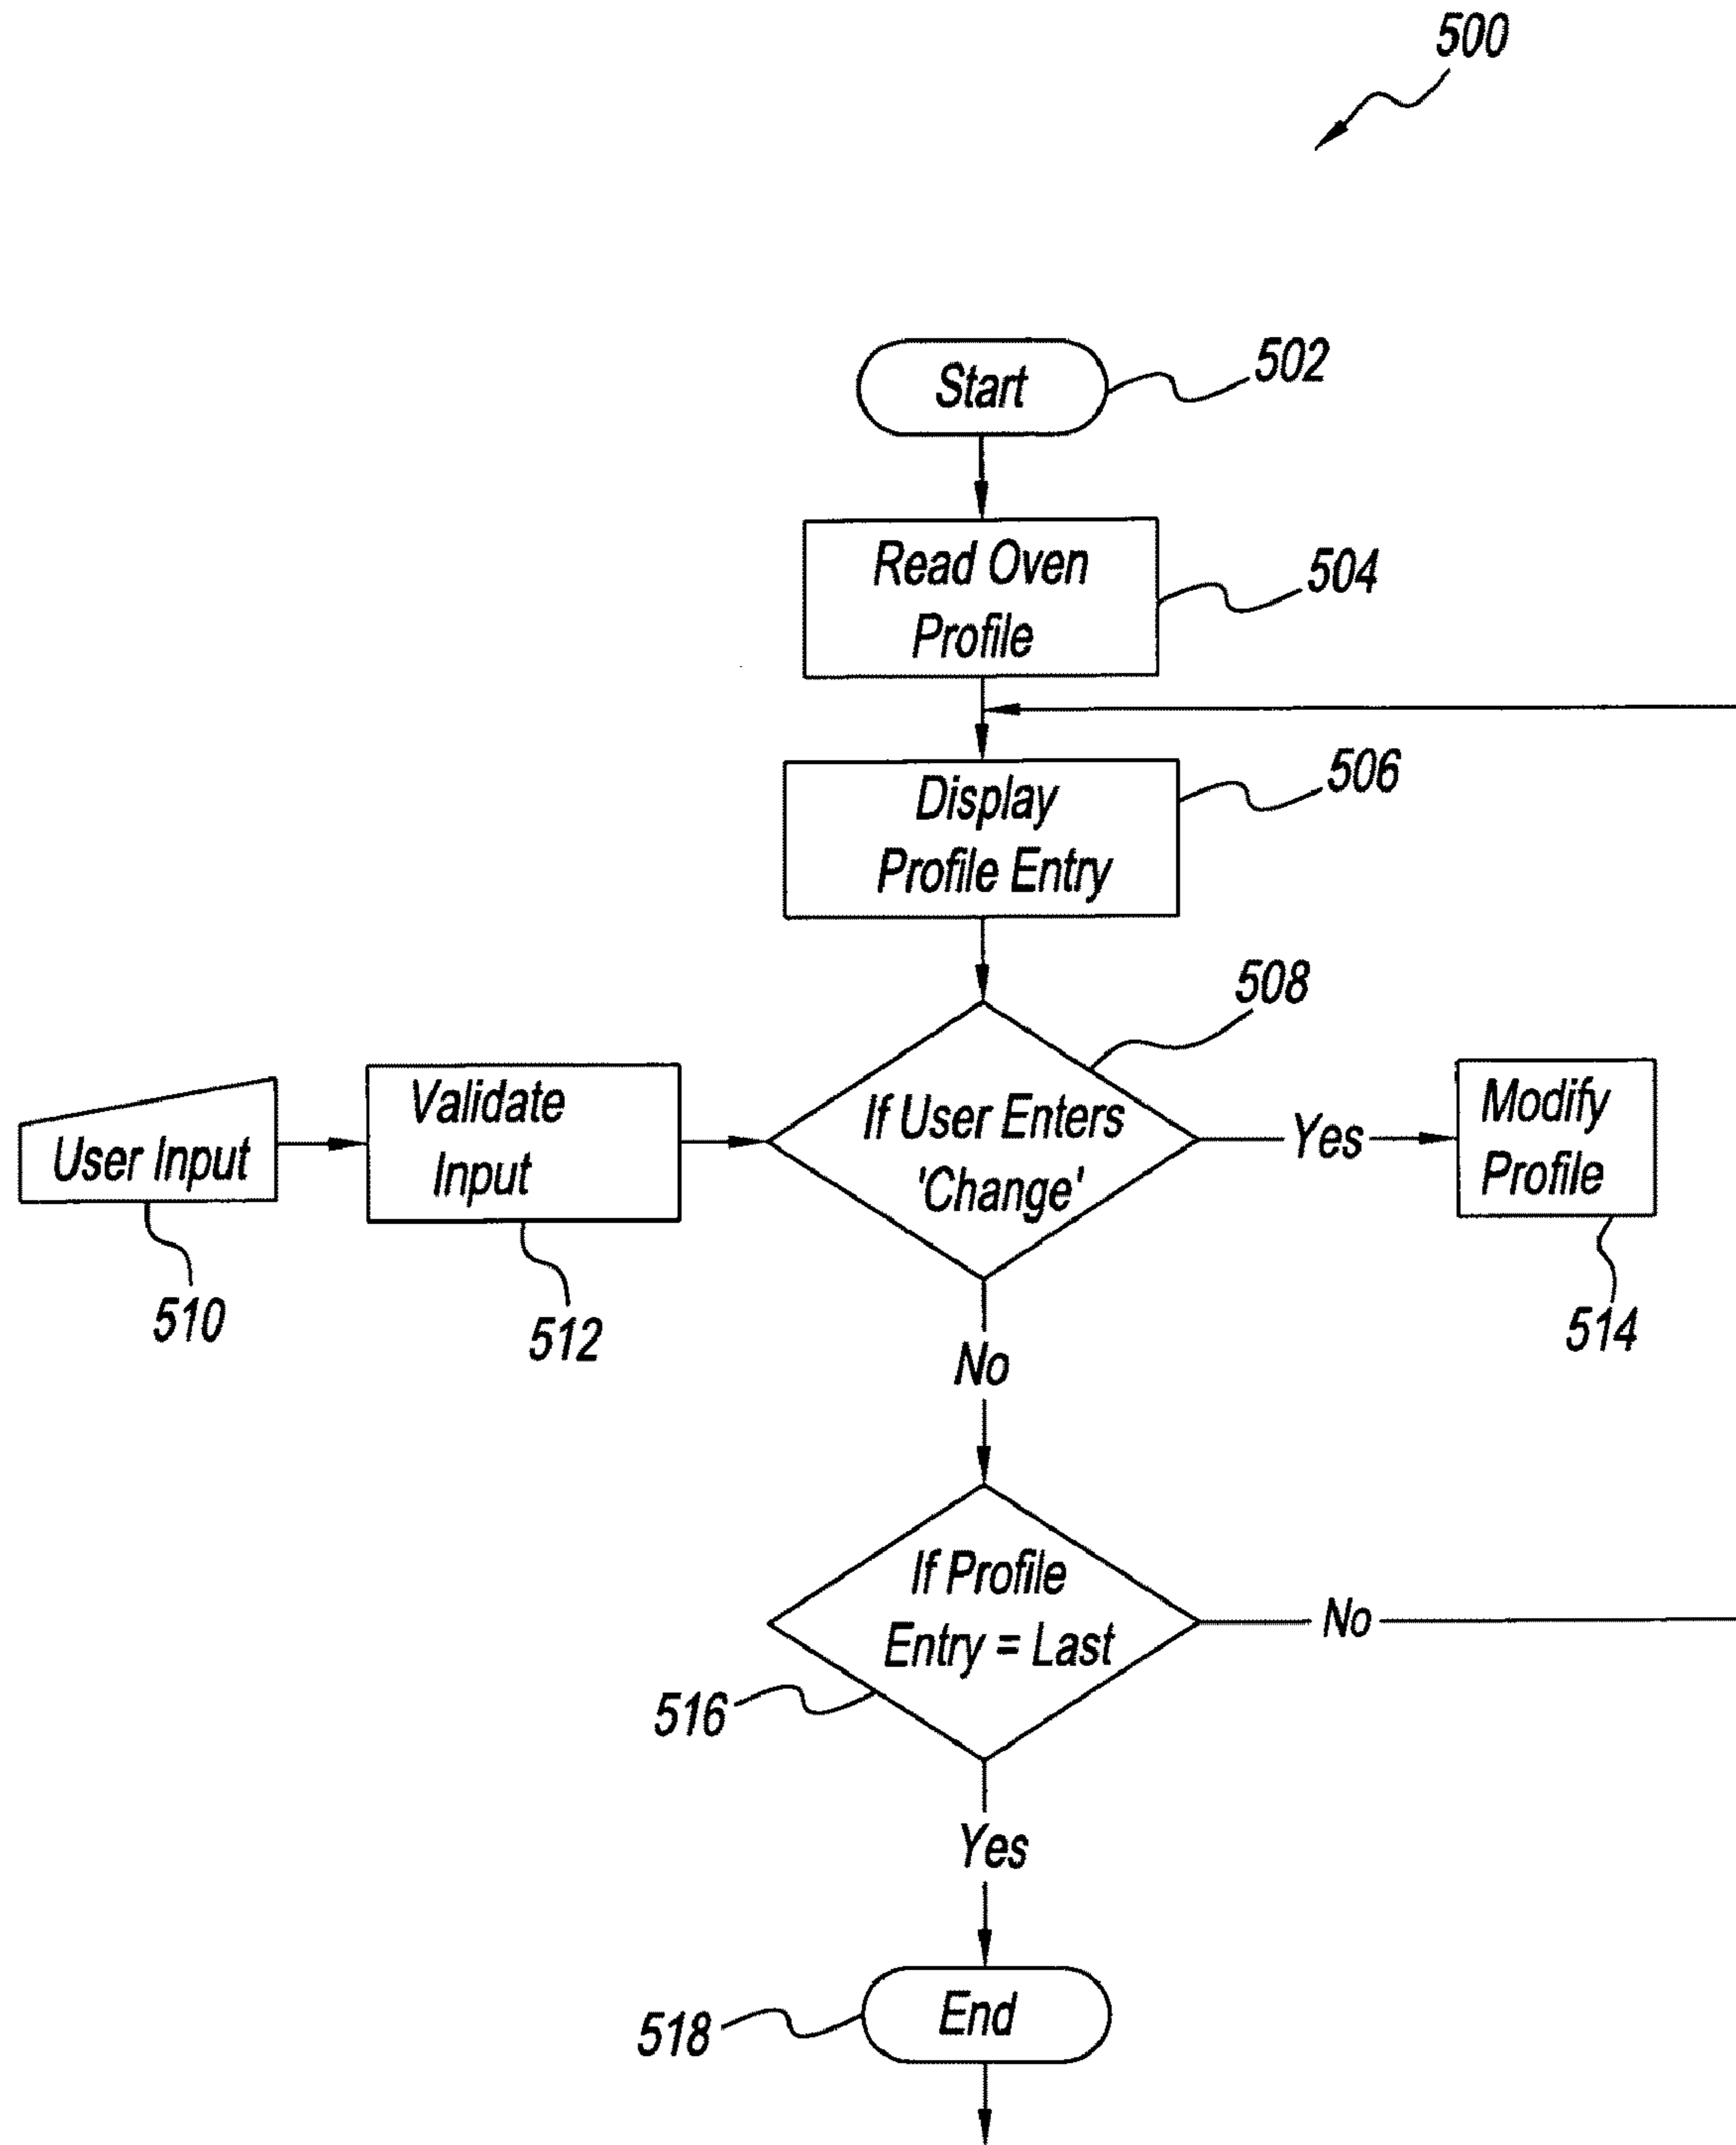 500
Start
502
Read Oven
Profile
504
Display
Profile Entry
506
508
User Input
510
Validate
Input
512
If User Enters
'Change'
Yes
Modify
Profile
514
No
If Profile
Entry = Last
516
No
Yes
End
518